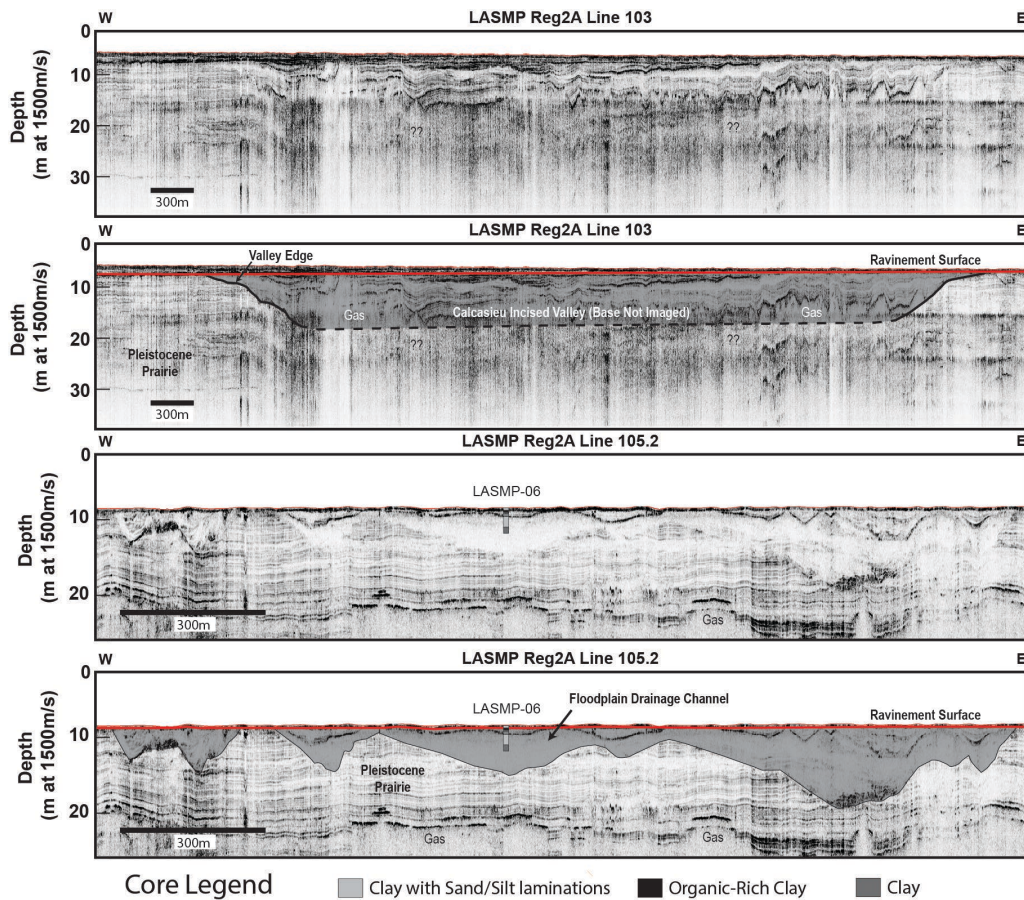 W LASMP Reg2A Line 103 E
0
10
20
30
Depth
(m at 1500m/s)
?? ??
300m
W LASMP Reg2A Line 103 E
0
10
20
30
Depth
(m at 1500m/s)
Valley Edge
Ravinement Surface
Gas Calcasieu Incised Valley (Base Not Imaged) Gas
?? ??
Pleistocene
Prairie
300m
W LASMP Reg2A Line 105.2 E
0
10
20
Depth
(m at 1500m/s)
LASMP-06
300m
Gas
W LASMP Reg2A Line 105.2 E
0
10
20
Depth
(m at 1500m/s)
Floodplain Drainage Channel
LASMP-06
Ravinement Surface
Pleistocene
Prairie
300m
Gas Gas
Core Legend Clay with Sand/Silt laminations Organic-Rich Clay Clay